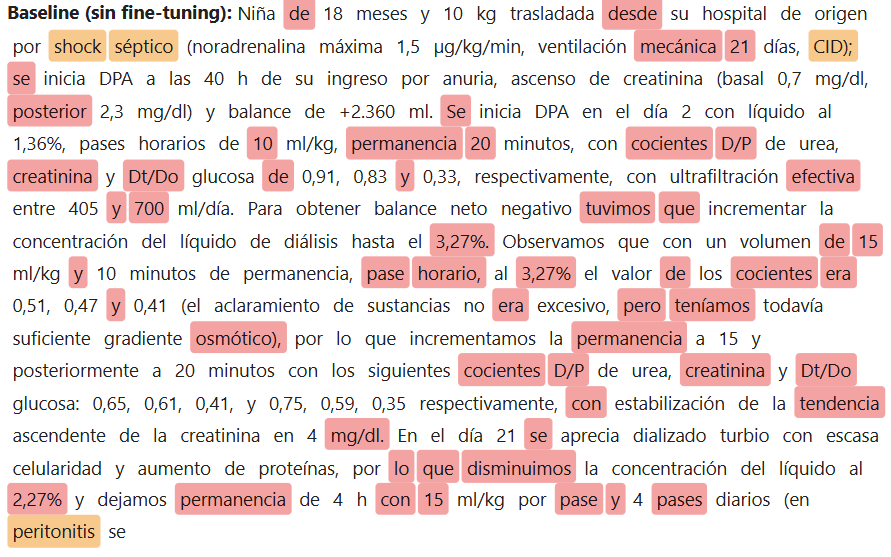 Baseline (sin fine-tuning): Niña de 18 meses y 10 kg trasladada desde su hospital de origen
por shock séptico (noradrenalina máxima 1,5 µg/kg/min, ventilación mecánica 21 días, CID);
se inicia DPA a las 40 h de su ingreso por anuria, ascenso de creatinina (basal 0,7 mg/dl,
posterior 2,3 mg/dl) y balance de +2.360 ml. Se inicia DPA en el día 2 con líquido al
1,36%, pases horarios de 10 ml/kg, permanencia 20 minutos, con cocientes D/P de urea,
creatinina y Dt/Do glucosa de 0,91, 0,83 y 0,33, respectivamente, con ultrafiltración efectiva
entre 405 y 700 ml/día. Para obtener balance neto negativo tuvimos que incrementar la
concentración del líquido de diálisis hasta el 3,27%. Observamos que con un volumen de 15
ml/kg y 10 minutos de permanencia, pase horario, al 3,27% el valor de los cocientes era
0,51, 0,47 y 0,41 (el aclaramiento de sustancias no era excesivo, pero teníamos todavía
suficiente gradiente osmótico), por lo que incrementamos la permanencia a 15 y
posteriormente a 20 minutos con los siguientes cocientes D/P de urea, creatinina y Dt/Do
glucosa: 0,65, 0,61, 0,41, y 0,75, 0,59, 0,35 respectivamente, con estabilización de la tendencia
ascendente de la creatinina en 4 mg/dl. En el día 21 se aprecia dializado turbio con escasa
celularidad y aumento de proteínas, por lo que disminuimos la concentración del líquido al
2,27% y dejamos permanencia de 4 h con 15 ml/kg por pase y 4 pases diarios (en
peritonitis se